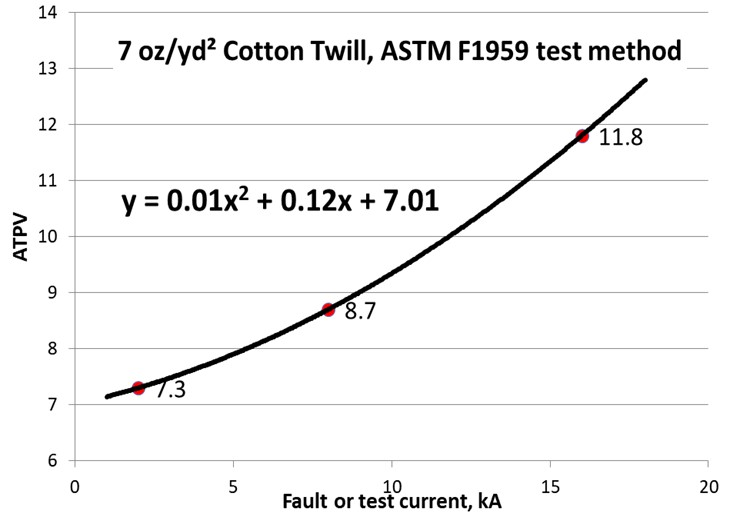 14
7 oz/yd² Cotton Twill, ASTM F1959 test method
13
12
11.8
11
y = 0.01x² + 0.12x + 7.01
10
ATPV
9
8.7
8
7.3
7
6
0 5 10 15 20
Fault or test current, kA